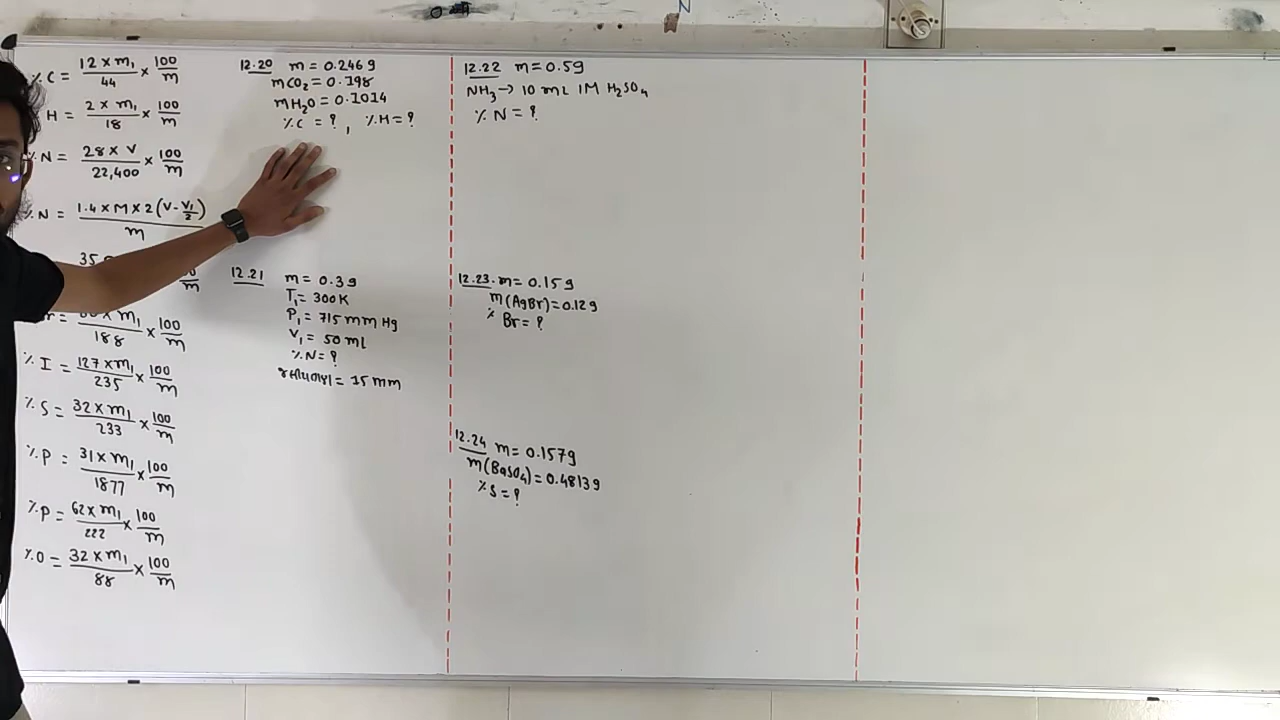 %C = 12 × m₁ / 44 × 100 / m
H = 2 × m₁ / 18 × 100 / m
%N = 28 × V / 22,400 × 100 / m
%N = 1.4 × M × 2 (V - V₁/2) / m
35
× m₁ / 188 × 100 / m
% I = 127 × m₁ / 235 × 100 / m
% S = 32 × m₁ / 233 × 100 / m
%P = 31 × m₁ / 1877 × 100 / m
%P = 62 × m₁ / 222 × 100 / m
%O = 32 × m₁ / 88 × 100 / m
12.20 m = 0.246 g
mCO₂ = 0.198
mH₂O = 0.1014
%C = ?, %H = ?
12.21 m = 0.3 g
T₁ = 300 K
P₁ = 715 mm Hg
V₁ = 50 mL
%N = ?
= 15 mm
12.22 m = 0.5 g
NH₃ → 10 mL 1M H₂SO₄
% N = ?
12.23. m = 0.15 g
m(AgBr) = 0.12 g
% Br = ?
12.24 m = 0.157 g
m(BaSO₄) = 0.4813 g
%S = ?